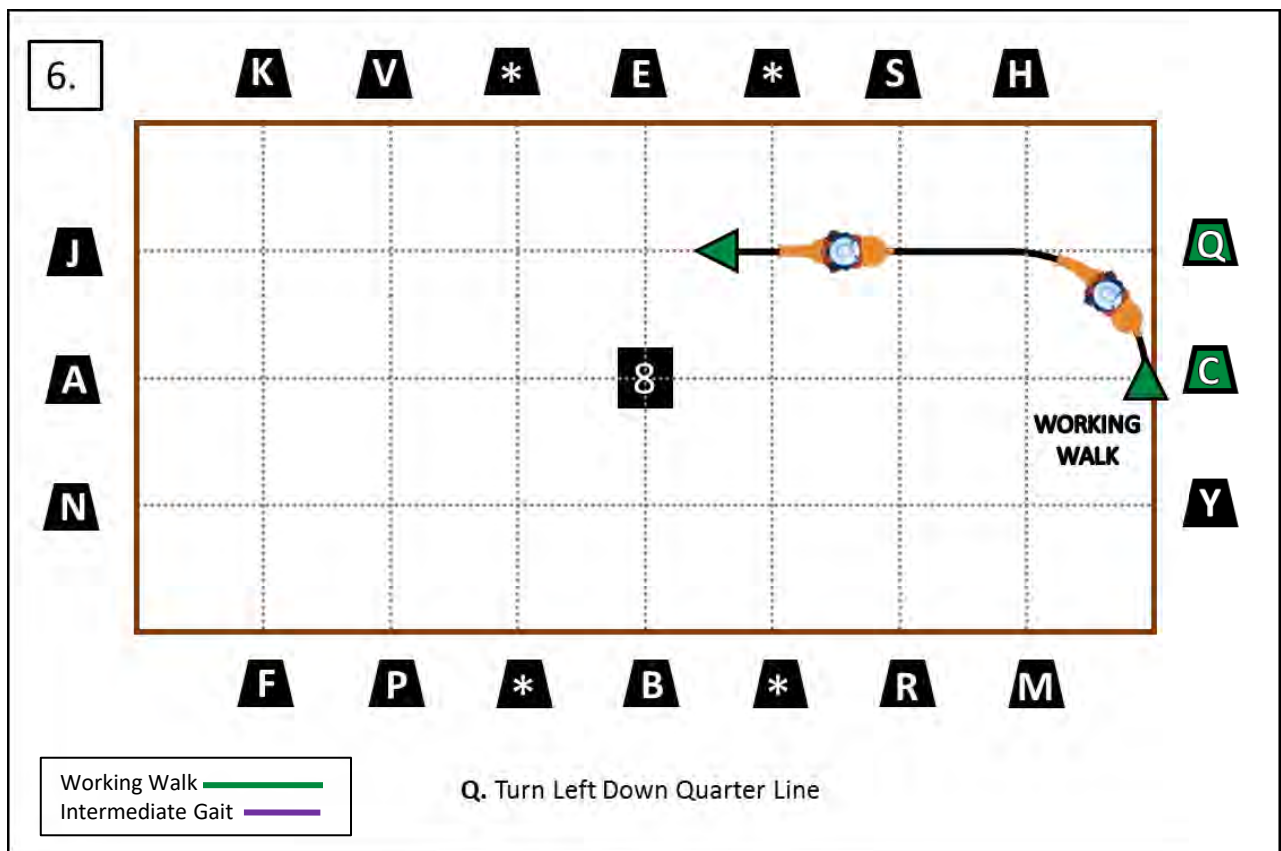 6.
K V * E * S H
J
Q
A
8
C
WORKING
WALK
N
Y
F P * B * R M
Working Walk
Intermediate Gait
Q. Turn Left Down Quarter Line